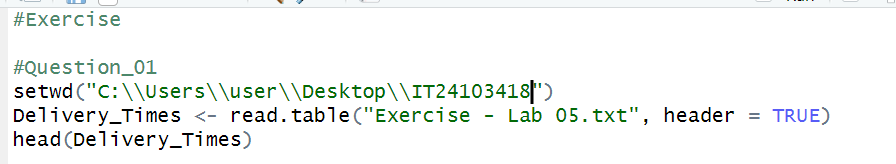 #Exercise
#Question_01
setwd("C:\\Users\\user\\Desktop\\IT24103418")
Delivery_Times <- read.table("Exercise - Lab 05.txt", header = TRUE)
head(Delivery_Times)